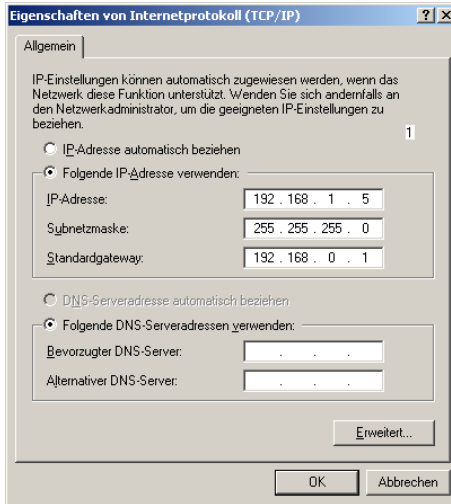 Eigenschaften von Internetprotokoll (TCP/IP)
Allgemein
IP-Einstellungen können automatisch zugewiesen werden, wenn das
Netzwerk diese Funktion unterstützt. Wenden Sie sich andernfalls an
den Netzwerkadministrator, um die geeigneten IP-Einstellungen zu
beziehen.
1
IP-Adresse automatisch beziehen
Folgende IP-Adresse verwenden:
IP-Adresse: 192 . 168 . 1 . 5
Subnetzmaske: 255 . 255 . 255 . 0
Standardgateway: 192 . 168 . 0 . 1
DNS-Serveradresse automatisch beziehen
Folgende DNS-Serveradressen verwenden:
Bevorzugter DNS-Server: . . .
Alternativer DNS-Server: . . .
Erweitert...
OK Abbrechen